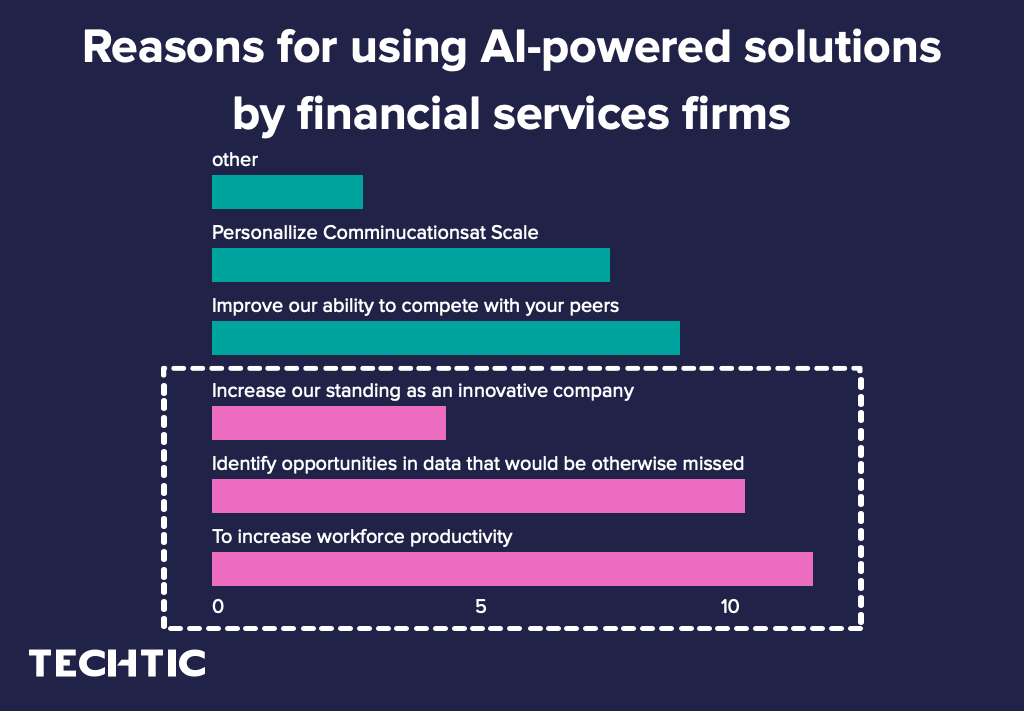 Reasons for using AI-powered solutions
by financial services firms
other
Personallize Comminucationsat Scale
Improve our ability to compete with your peers
Increase our standing as an innovative company
Identify opportunities in data that would be otherwise missed
To increase workforce productivity
0 5 10
TECHTIC